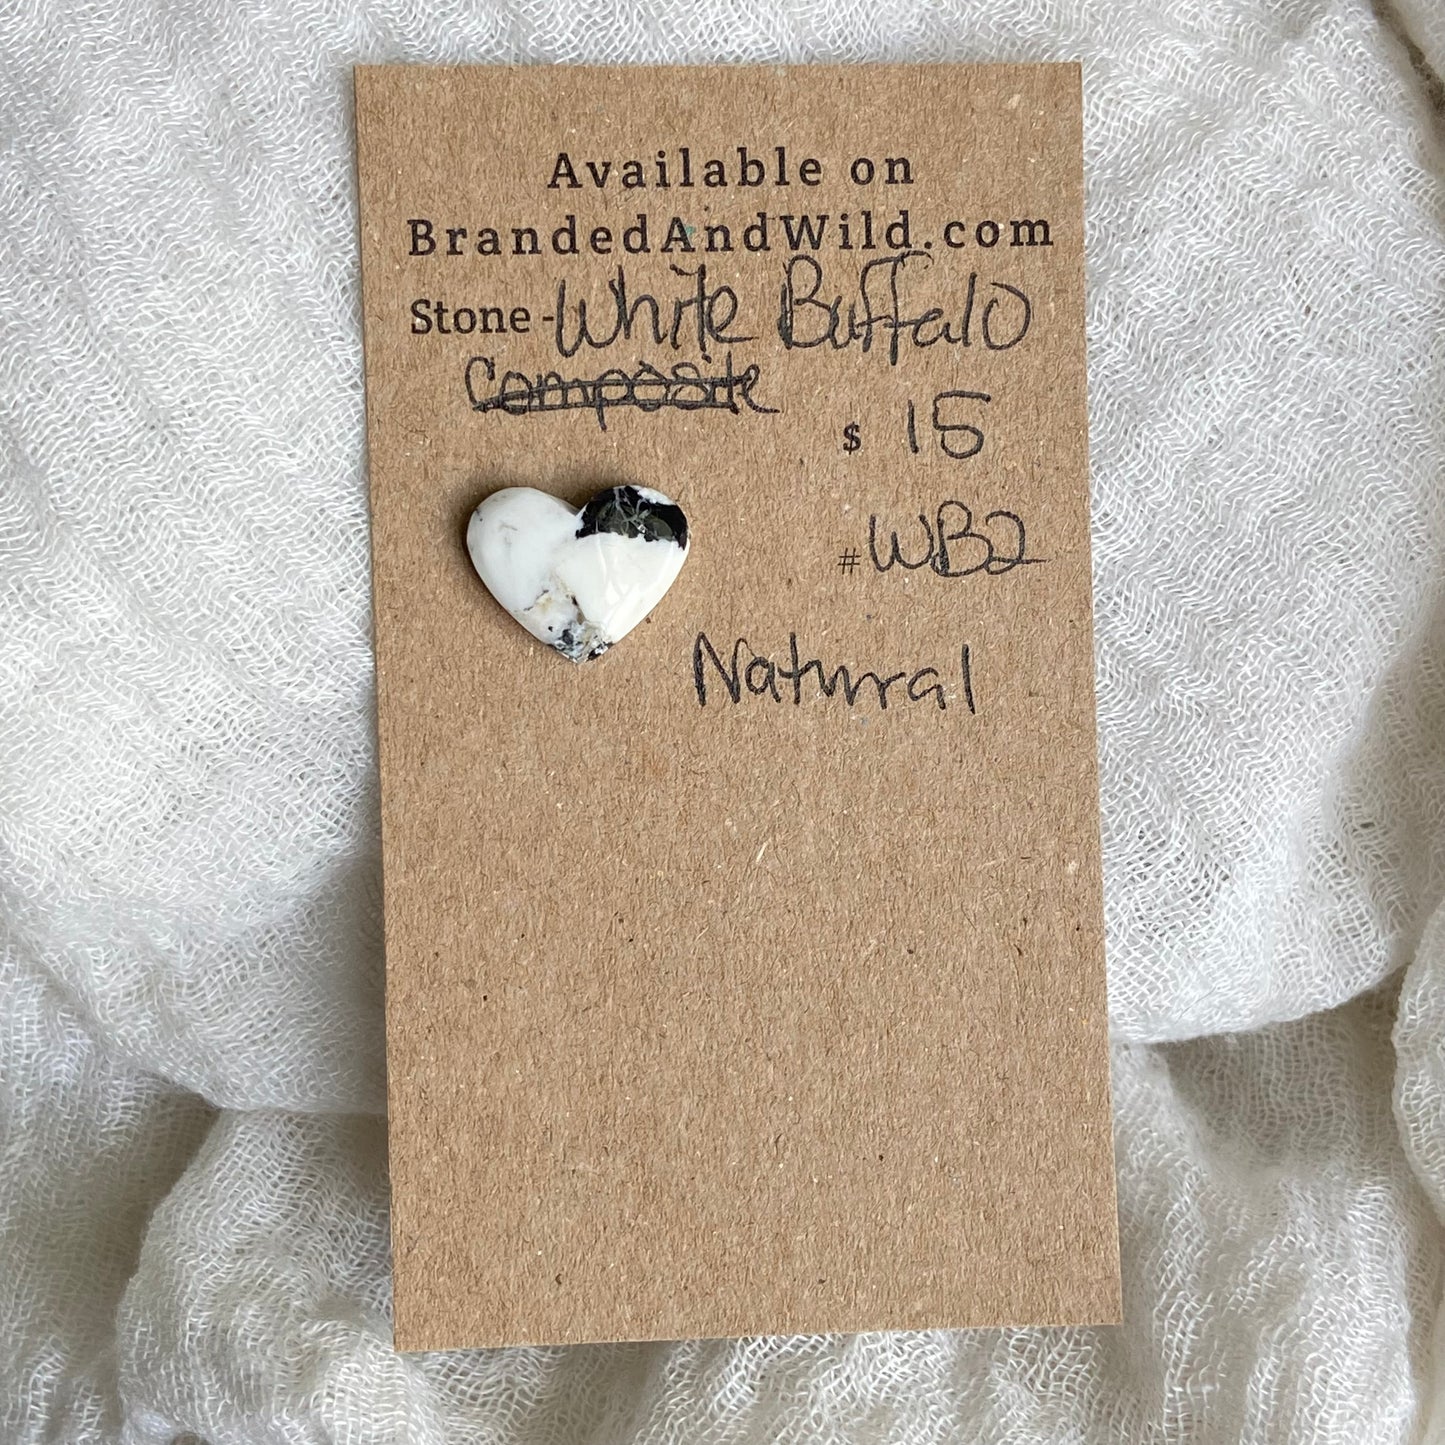 Available on
BrandedAndWild.com
Stone - White Buffalo
Composite
$ 15
# WB2
Natural